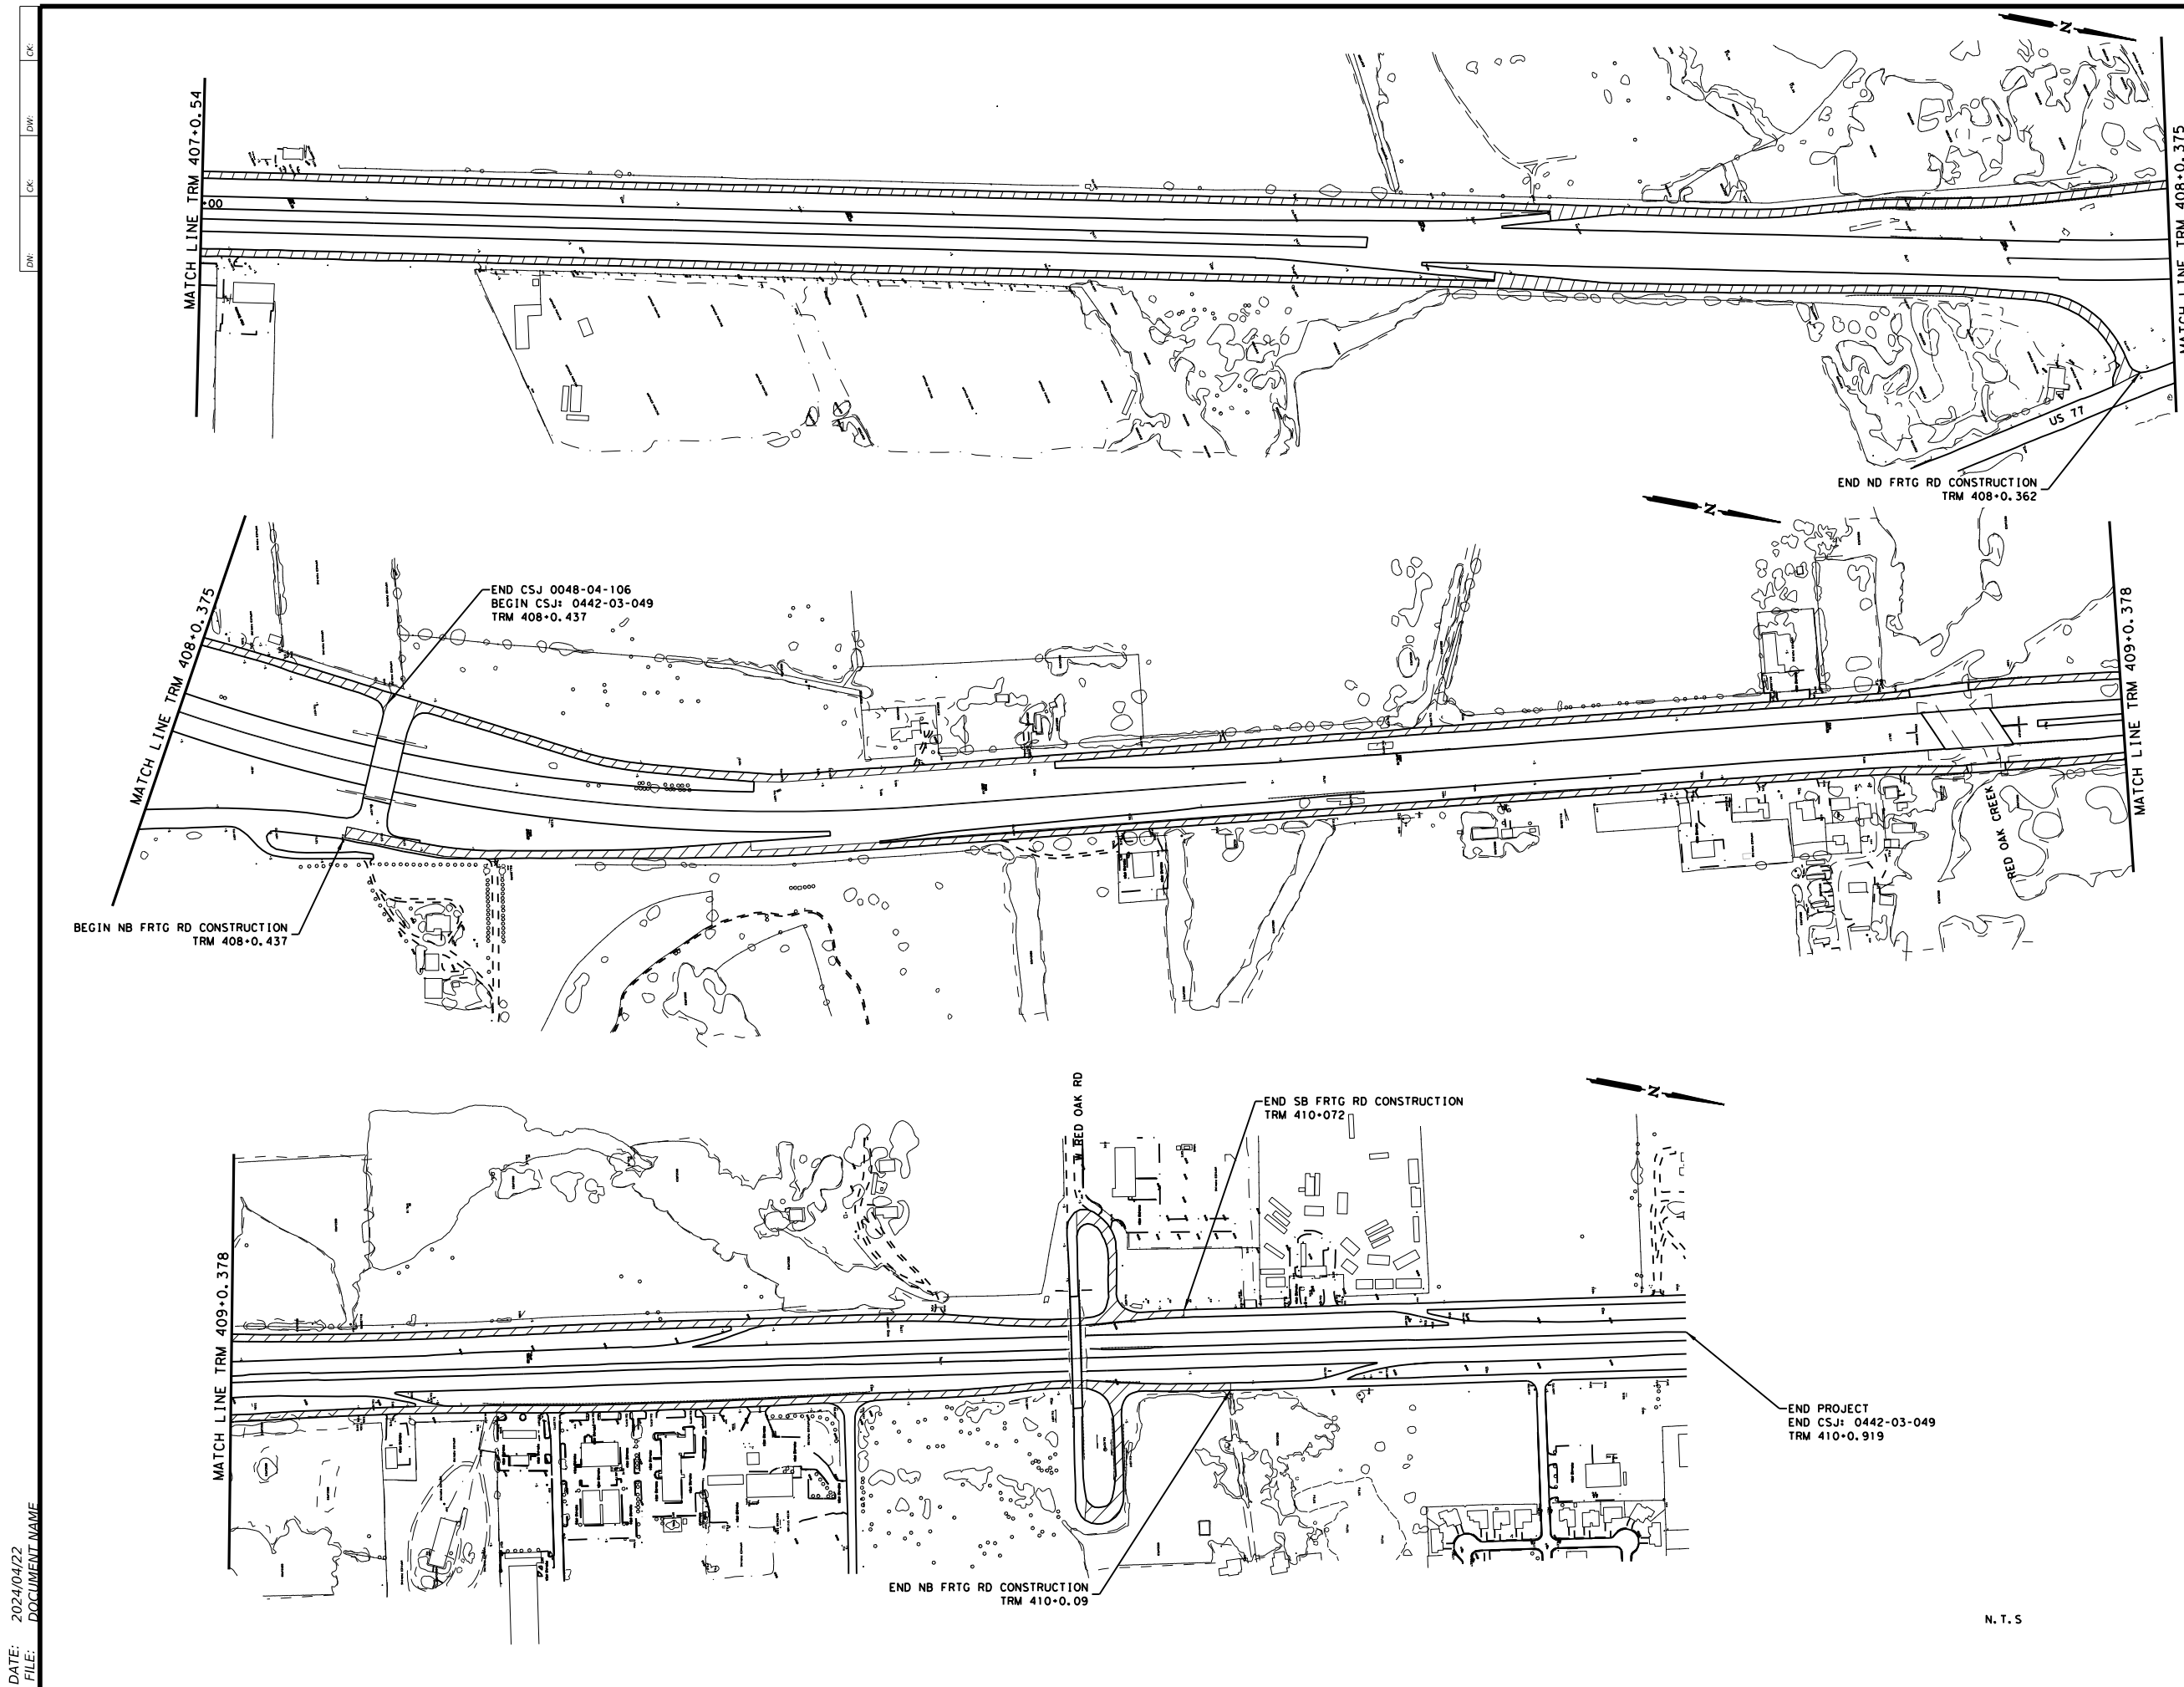 CK:
DW:
CK:
DN:
N
MATCH LINE TRM 407+0.54
+00
MATCH LINE TRM 408+0.375
US 77
END ND FRTG RD CONSTRUCTION
TRM 408+0.362
N
MATCH LINE TRM 408+0.375
END CSJ 0048-04-106
BEGIN CSJ: 0442-03-049
TRM 408+0.437
MATCH LINE TRM 409+0.378
RED OAK CREEK
BEGIN NB FRTG RD CONSTRUCTION
TRM 408+0.437
N
W RED OAK RD
END SB FRTG RD CONSTRUCTION
TRM 410+072
MATCH LINE TRM 409+0.378
END PROJECT
END CSJ: 0442-03-049
TRM 410+0.919
END NB FRTG RD CONSTRUCTION
TRM 410+0.09
N.T.S
DATE: 2024/04/22
FILE: DOCUMENT NAME